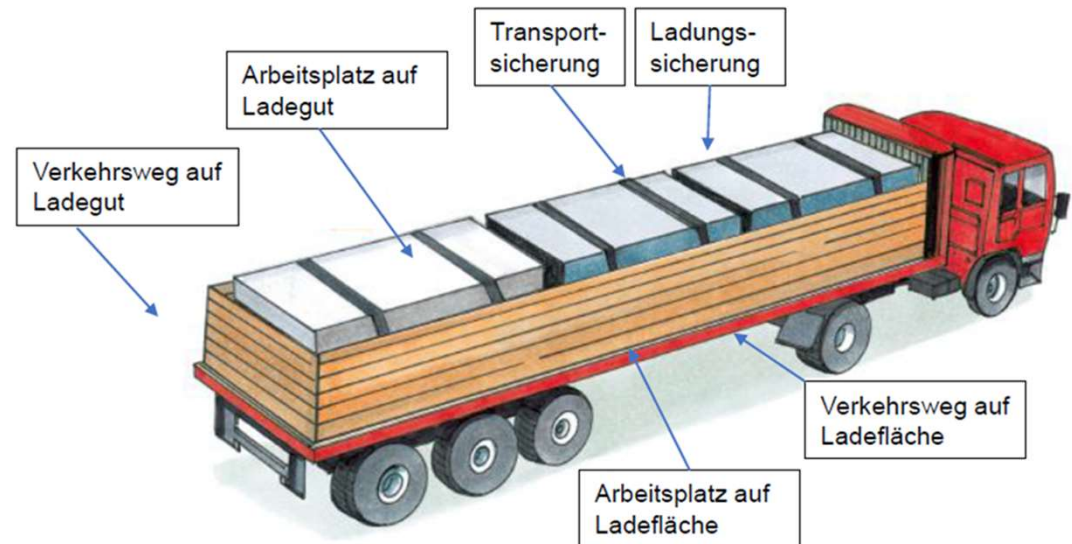 Transport-
sicherung
Ladungs-
sicherung
Arbeitsplatz auf
Ladegut
Verkehrsweg auf
Ladegut
Verkehrsweg auf
Ladefläche
Arbeitsplatz auf
Ladefläche